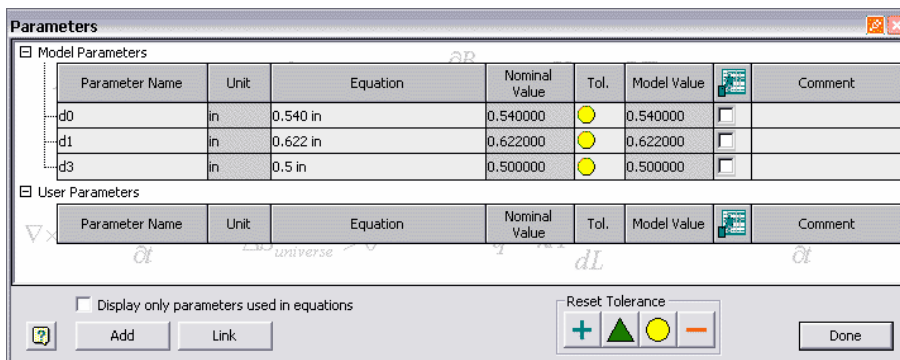 Parameters
Model Parameters
∂B
Parameter Name Unit Equation Nominal Value Tol. Model Value Comment
d0 in 0.540 in 0.540000 0.540000
d1 in 0.622 in 0.622000 0.622000
d3 in 0.5 in 0.500000 0.500000
User Parameters
Parameter Name Unit Equation Nominal Value Tol. Model Value Comment
∇×
∂t universe dL ∂t
Display only parameters used in equations
Reset Tolerance
? Add Link Done